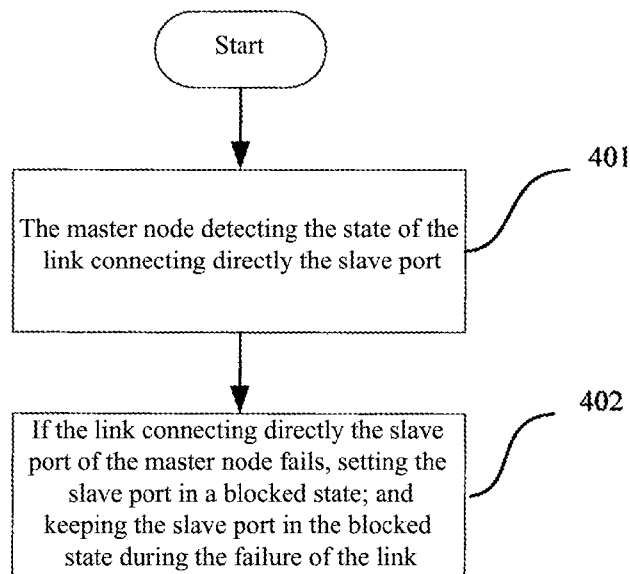 Start
401
The master node detecting the state of the
link connecting directly the slave port
402
If the link connecting directly the slave
port of the master node fails, setting the
slave port in a blocked state; and
keeping the slave port in the blocked
state during the failure of the link